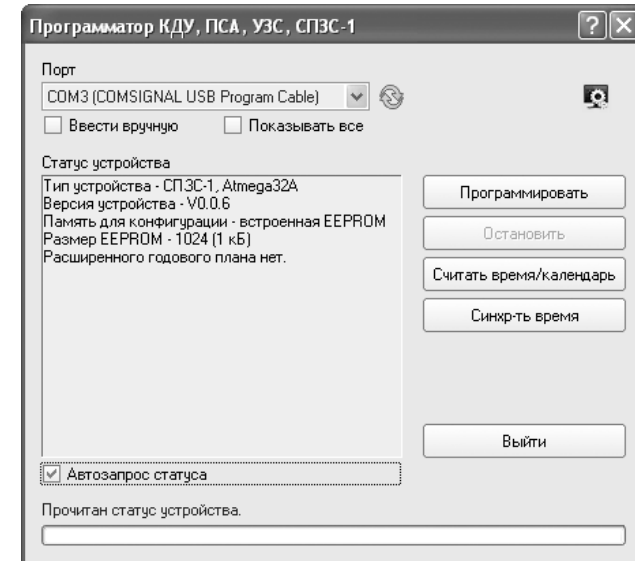 Программатор КДУ, ПСА, УЗС, СПЗС-1
Порт
COM3 (COMSIGNAL USB Program Cable)
Ввести вручную
Показывать все
Статус устройства
Тип устройства - СПЗС-1, Atmega32A
Версия устройства - V0.0.6
Память для конфигурации - встроенная EEPROM
Размер EEPROM - 1024 (1 кБ)
Расширенного годового плана нет.
Программировать
Остановить
Считать время/календарь
Синхр-ть время
Выйти
Автозапрос статуса
Прочитан статус устройства.